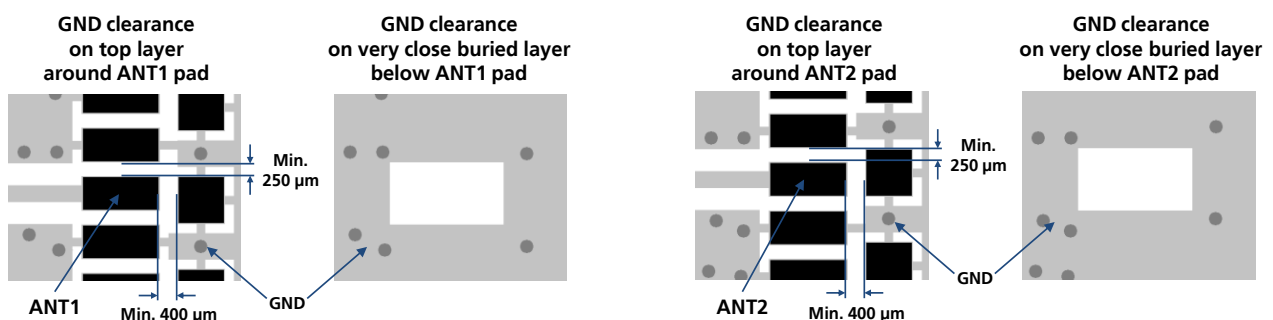 GND clearance
on top layer
around ANT1 pad
GND clearance
on very close buried layer
below ANT1 pad
Min.
250 µm
ANT1
Min. 400 µm
GND
GND clearance
on top layer
around ANT2 pad
GND clearance
on very close buried layer
below ANT2 pad
Min.
250 µm
ANT2
Min. 400 µm
GND